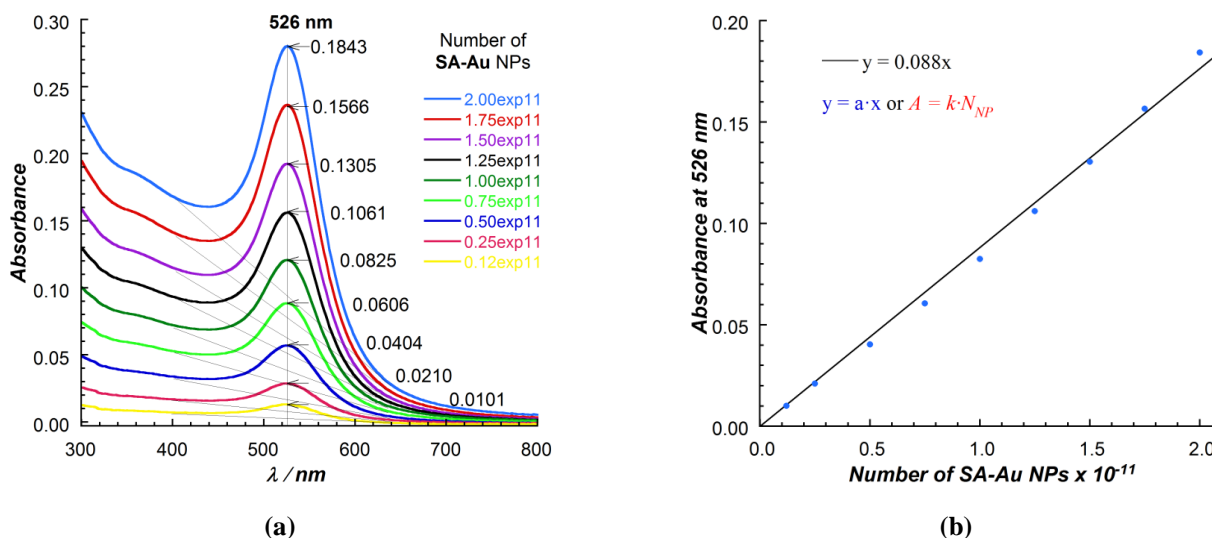 526 nm
0.30
0.25
0.20
0.15
0.10
0.05
0.00
Absorbance
300
400
500
600
700
800
λ / nm
0.1843
0.1566
0.1305
0.1061
0.0825
0.0606
0.0404
0.0210
0.0101
Number of
SA-Au NPs
2.00exp11
1.75exp11
1.50exp11
1.25exp11
1.00exp11
0.75exp11
0.50exp11
0.25exp11
0.12exp11
(a)
0.20
0.15
0.10
0.05
0.00
Absorbance at 526 nm
y = 0.088x
y = a·x or A = k·N_NP
0.0
0.5
1.0
1.5
2.0
Number of SA-Au NPs x 10⁻¹¹
(b)